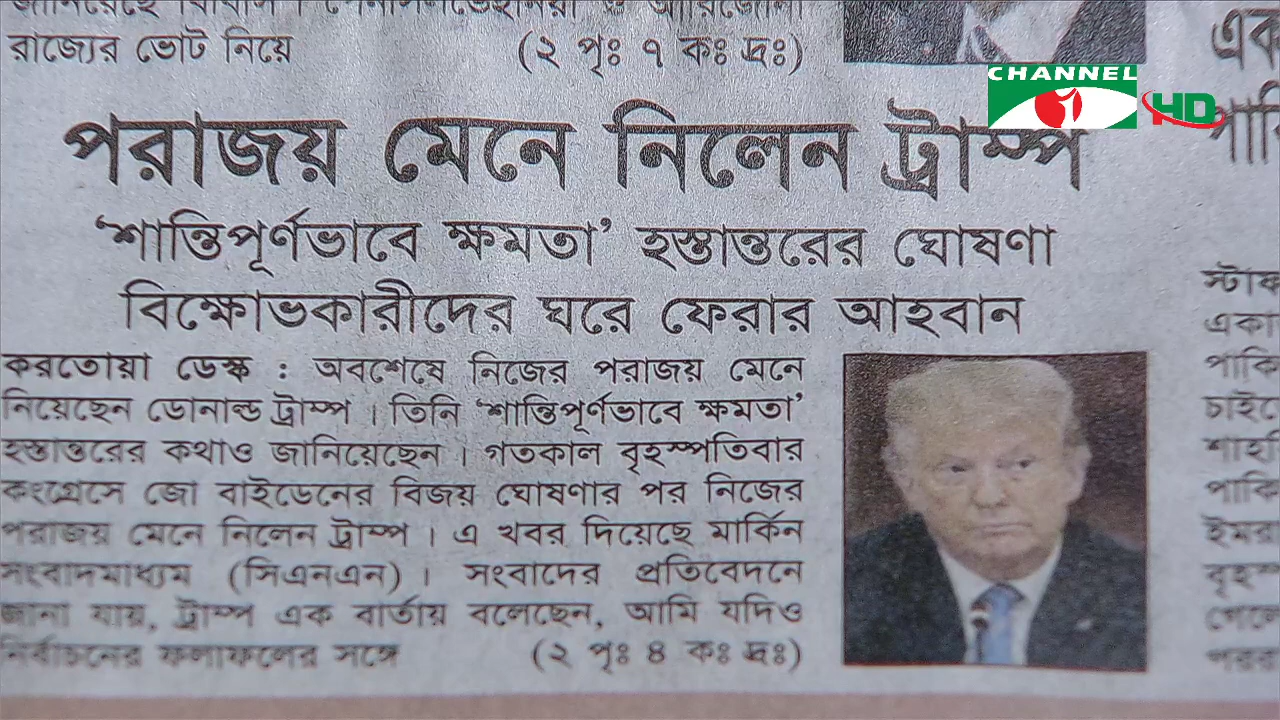 রাজ্যের ভোট নিয়ে (২ পৃঃ ৭ কঃ দ্রঃ)
CHANNEL
i HD
পরাজয় মেনে নিলেন ট্রাম্প
‘শান্তিপূর্ণভাবে ক্ষমতা’ হস্তান্তরের ঘোষণা
বিক্ষোভকারীদের ঘরে ফেরার আহবান
করতোয়া ডেস্ক : অবশেষে নিজের পরাজয় মেনে
নিয়েছেন ডোনাল্ড ট্রাম্প । তিনি ‘শান্তিপূর্ণভাবে ক্ষমতা’
হস্তান্তরের কথাও জানিয়েছেন । গতকাল বৃহস্পতিবার
কংগ্রেসে জো বাইডেনের বিজয় ঘোষণার পর নিজের
পরাজয় মেনে নিলেন ট্রাম্প । এ খবর দিয়েছে মার্কিন
সংবাদমাধ্যম (সিএনএন) । সংবাদের প্রতিবেদনে
জানা যায়, ট্রাম্প এক বার্তায় বলেছেন, আমি যদিও
নির্বাচনের ফলাফলের সঙ্গে (২ পৃঃ ৪ কঃ দ্রঃ)